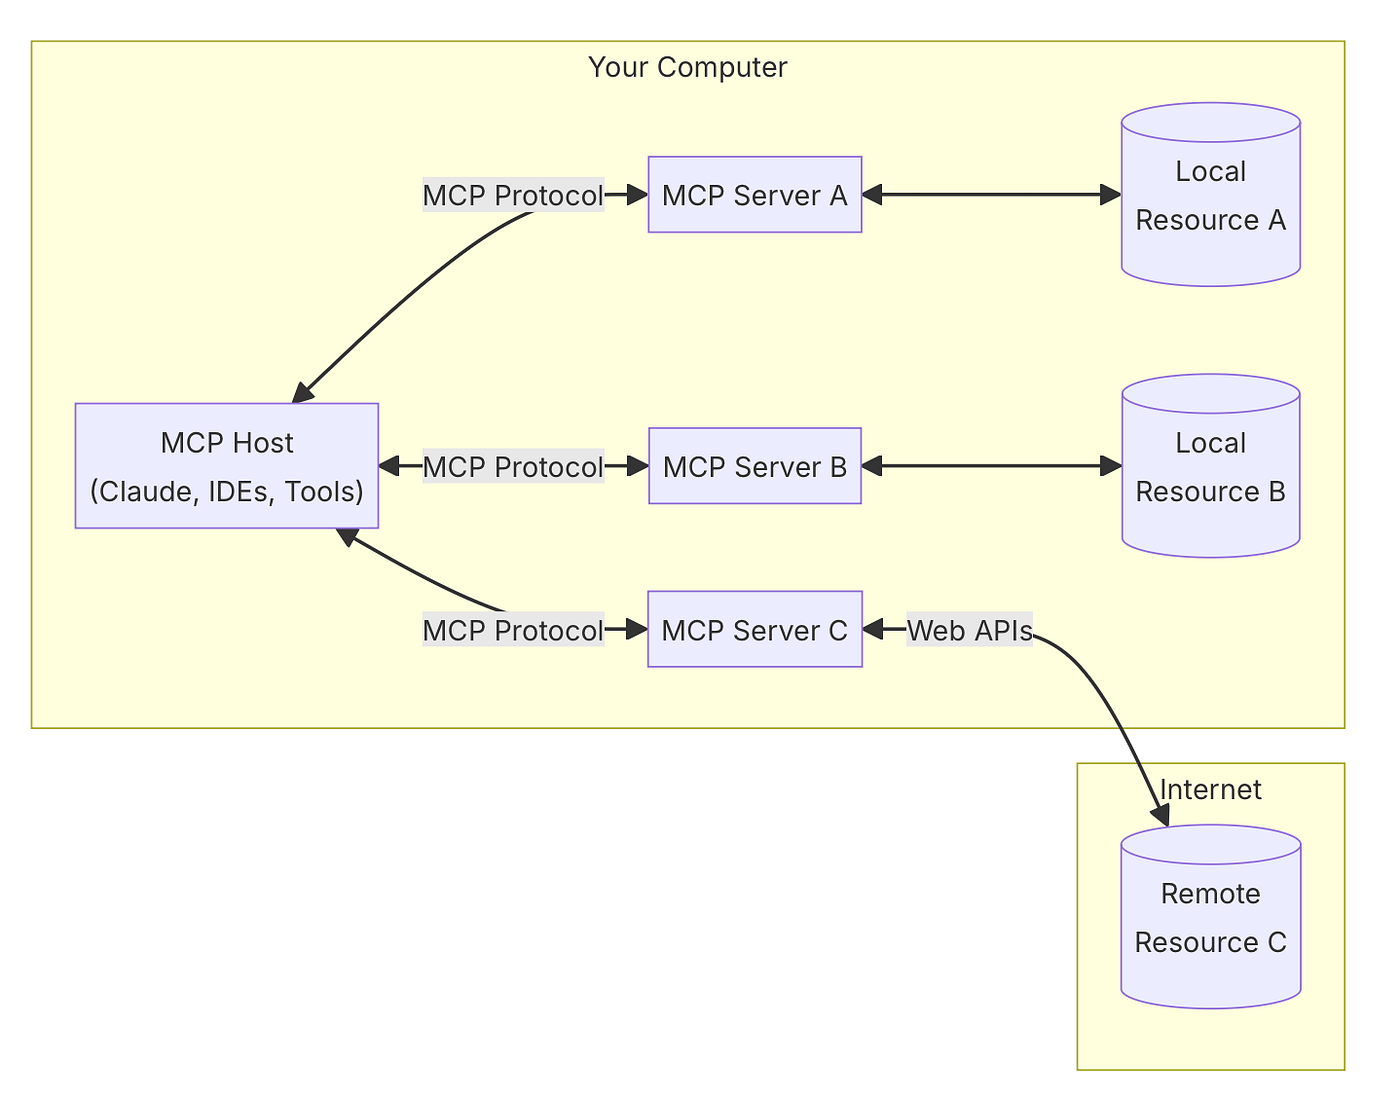 Your Computer
MCP Protocol
MCP Server A
Local
Resource A
MCP Host
(Claude, IDEs, Tools)
MCP Protocol
MCP Server B
Local
Resource B
MCP Protocol
MCP Server C
Web APIs
Internet
Remote
Resource C